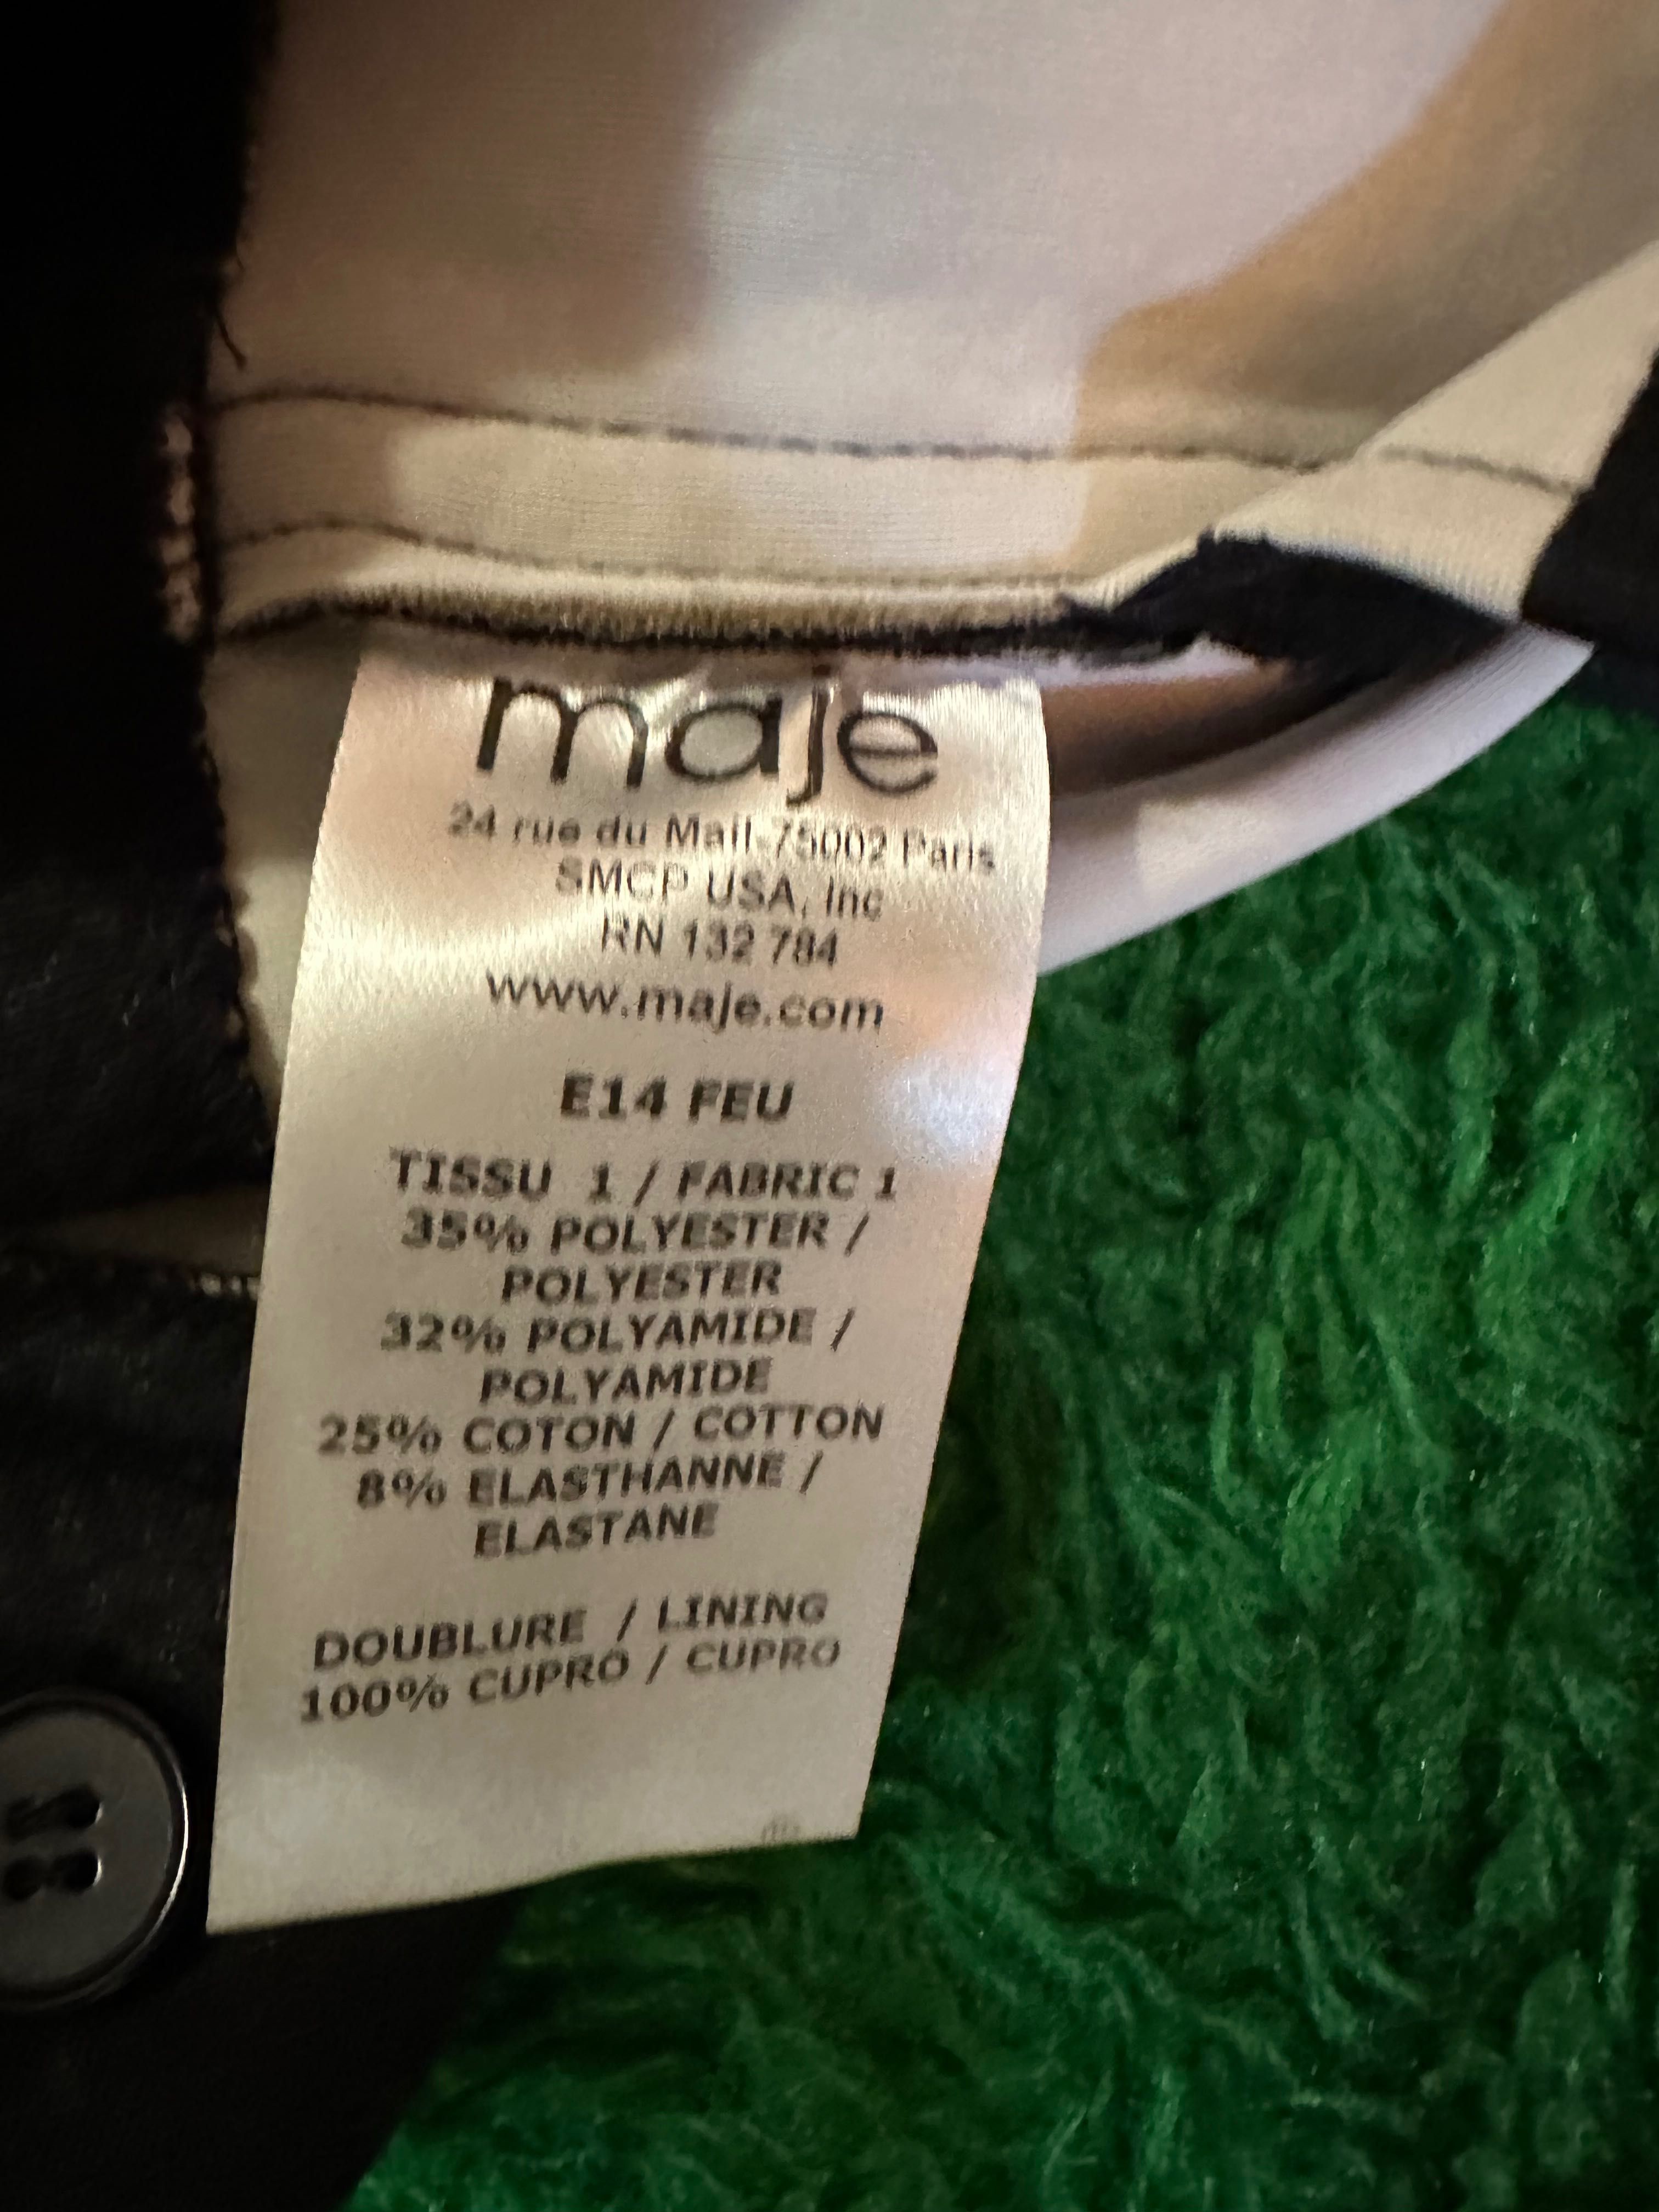 maje
24 rue du Mail 75002 Paris
SMCP USA, Inc
RN 132 784
www.maje.com
E14 FEU
TISSU 1 / FABRIC 1
35% POLYESTER /
POLYESTER
32% POLYAMIDE /
POLYAMIDE
25% COTON / COTTON
8% ELASTHANNE /
ELASTANE
DOUBLURE / LINING
100% CUPRO / CUPRO